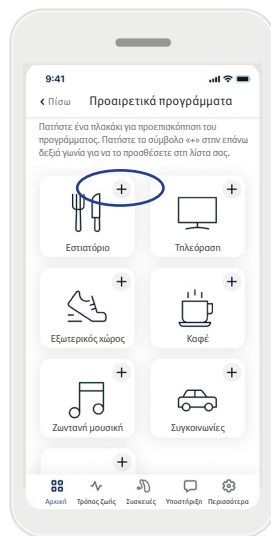 9:41
Πίσω Προαιρετικά προγράμματα
Πατήστε ένα πλακάκι για προεπισκόπηση του
προγράμματος. Πατήστε το σύμβολο «+» στην επάνω
δεξιά γωνία για να το προσθέσετε στη λίστα σας.
+ +
Εστιατόριο Τηλεόραση
+ +
Εξωτερικός χώρος Καφέ
+ +
Ζωντανή μουσική Συγκοινωνίες
+
Αρχική Τρόπος ζωής Συσκευές Υποστήριξη Περισσότερα